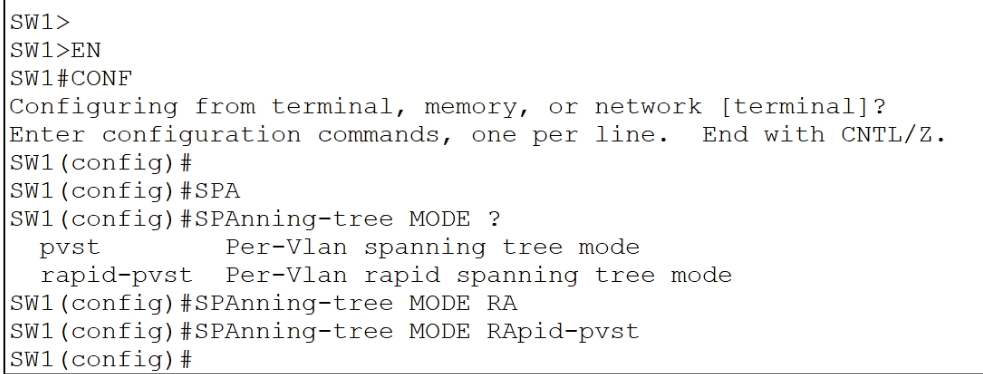 SW1>
SW1>EN
SW1#CONF
Configuring from terminal, memory, or network [terminal]?
Enter configuration commands, one per line.  End with CNTL/Z.
SW1(config)#
SW1(config)#SPA
SW1(config)#SPAnning-tree MODE ?
  pvst        Per-Vlan spanning tree mode
  rapid-pvst  Per-Vlan rapid spanning tree mode
SW1(config)#SPAnning-tree MODE RA
SW1(config)#SPAnning-tree MODE RApid-pvst
SW1(config)#